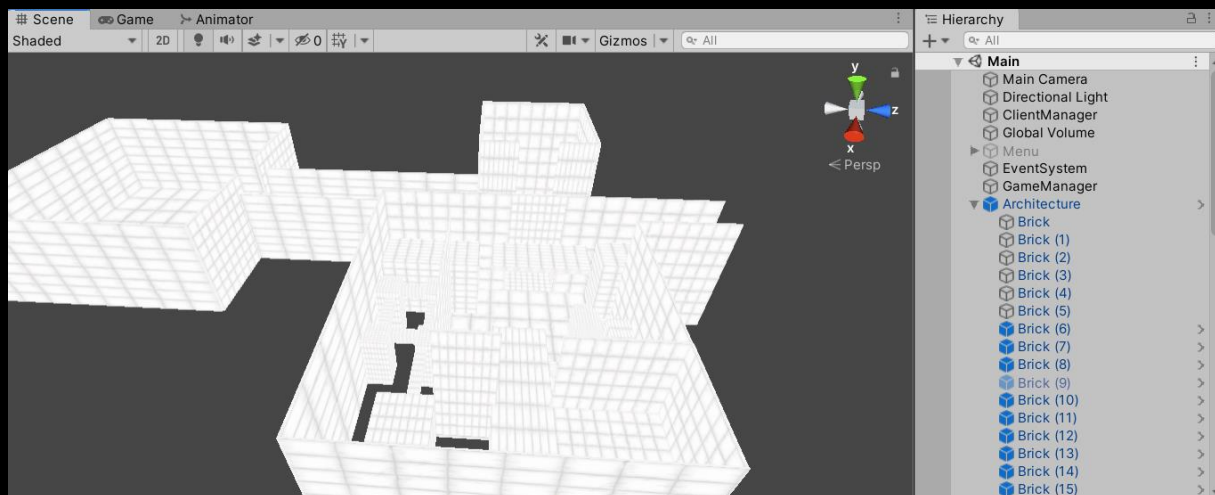 Scene Game Animator
Shaded 2D 0 Gizmos All
y
z
x
Persp
Hierarchy
All
Main
Main Camera
Directional Light
ClientManager
Global Volume
Menu
EventSystem
GameManager
Architecture
Brick
Brick (1)
Brick (2)
Brick (3)
Brick (4)
Brick (5)
Brick (6)
Brick (7)
Brick (8)
Brick (9)
Brick (10)
Brick (11)
Brick (12)
Brick (13)
Brick (14)
Brick (15)